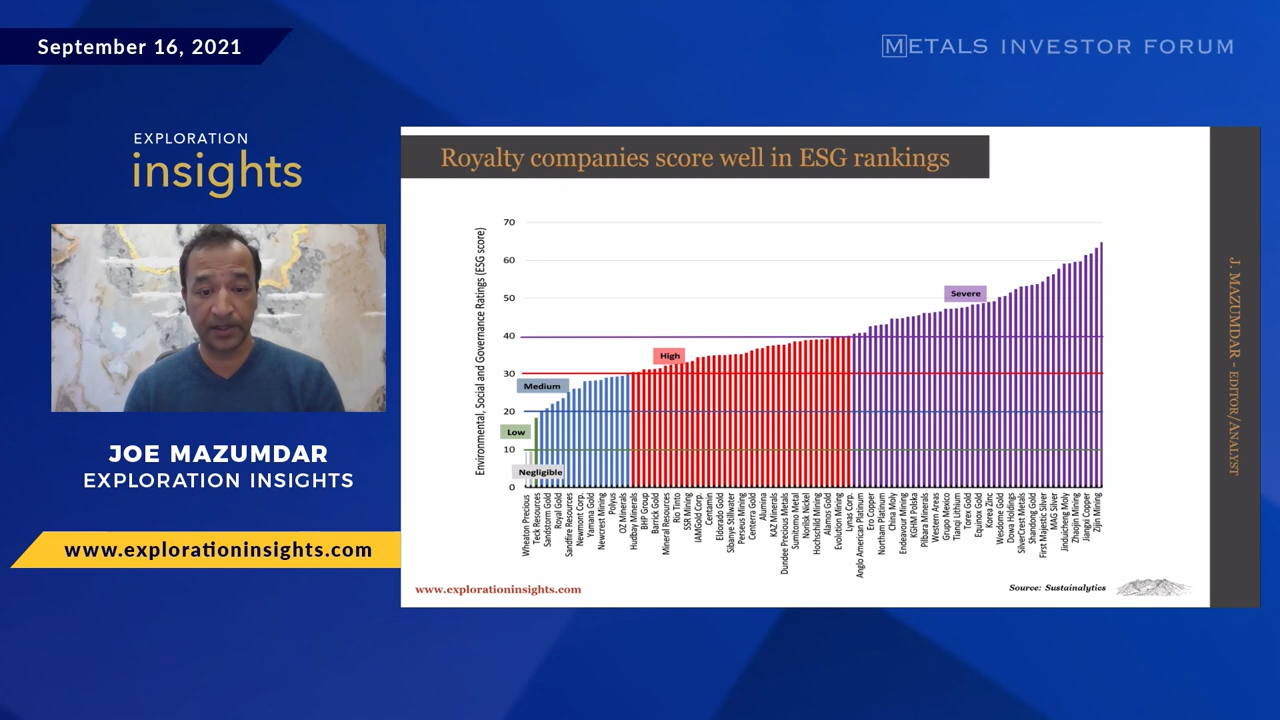 September 16, 2021
METALS INVESTOR FORUM
EXPLORATION
insights
JOE MAZUMDAR
EXPLORATION INSIGHTS
www.explorationinsights.com
Royalty companies score well in ESG rankings
Environmental, Social and Governance Ratings (ESG score)
70
60
50
40
30
20
10
0
Severe
High
Medium
Low
Negligible
Wheaton Precious
Teck Resources
Sandstorm Gold
Royal Gold
Sandfire Resources
Newmont Corp.
Yamana Gold
Newcrest Mining
Polyus
OZ Minerals
Hudbay Minerals
BHP Group
Barrick Gold
Mineral Resources
Rio Tinto
SSR Mining
IAMGold Corp.
Centamin
Eldorado Gold
Sibanye Stillwater
Perseus Mining
Centerra Gold
Alumina
KAZ Minerals
Dundee Precious Metals
Sumitomo Metal
Norilsk Nickel
Hochschild Mining
Alamos Gold
Evolution Mining
Lynas Corp.
Anglo American Platinum
Ero Copper
Northam Platinum
China Moly
Endeavour Mining
KGHM Polska
Pilbara Minerals
Western Areas
Grupo Mexico
Tianqi Lithium
Torex Gold
Equinox Gold
Korea Zinc
Wesdome Gold
Dowa Holdings
SilverCrest Metals
Shandong Gold
First Majestic Silver
MAG Silver
Jinduicheng Moly
Zhaojin Mining
Jiangxi Copper
Zijin Mining
www.explorationinsights.com
Source: Sustainalytics
J. MAZUMDAR - EDITOR/ANALYST